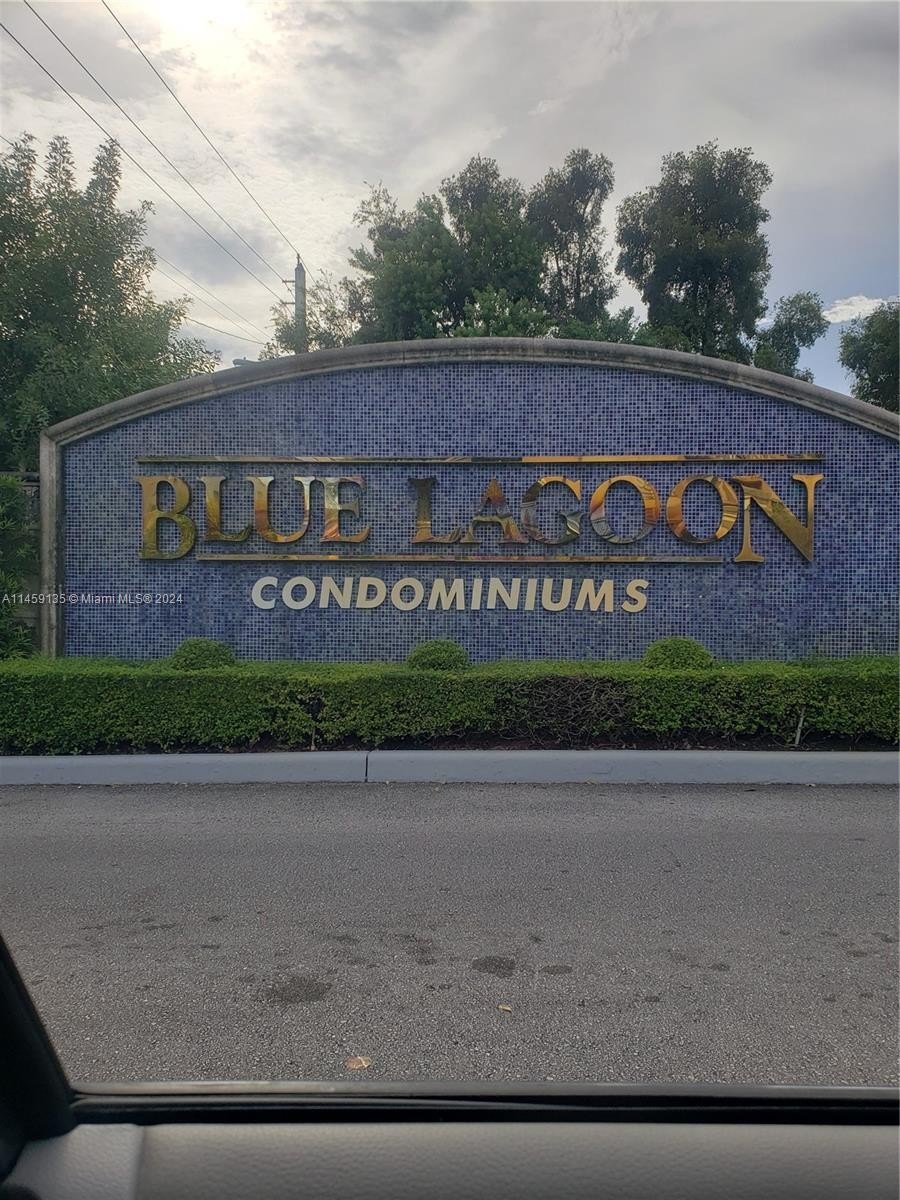 BLUE LAGOON
CONDOMINIUMS
A11459135 © Miami MLS® 2024